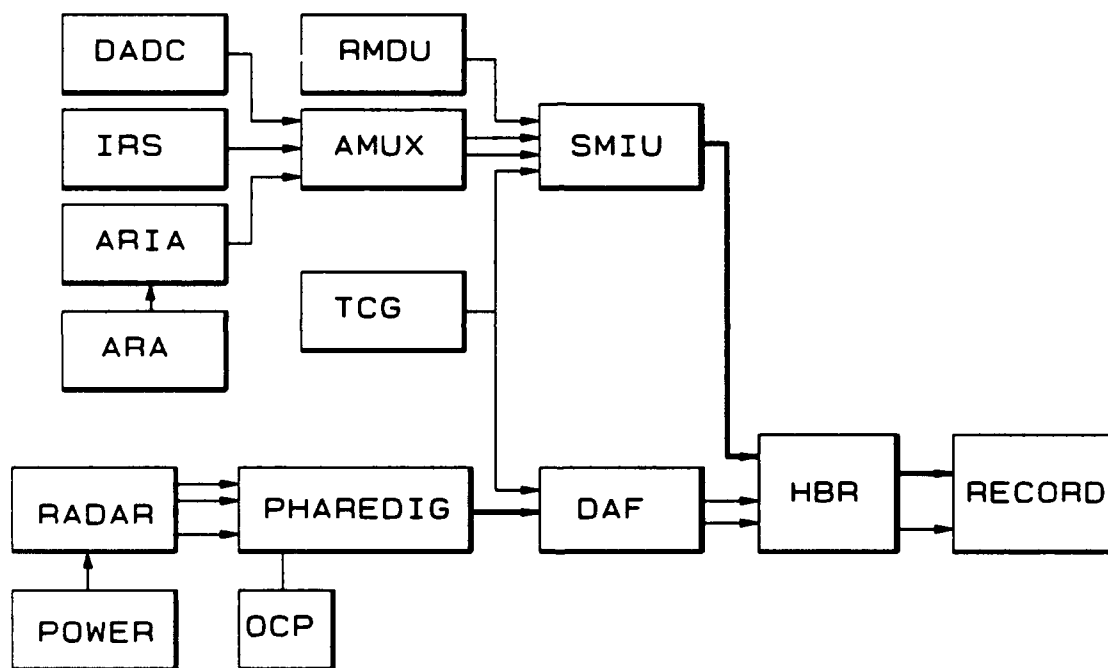 DADC
RMDU
IRS
AMUX
SMIU
ARIA
TCG
ARA
RADAR
PHAREDIG
DAF
HBR
RECORD
POWER
OCP